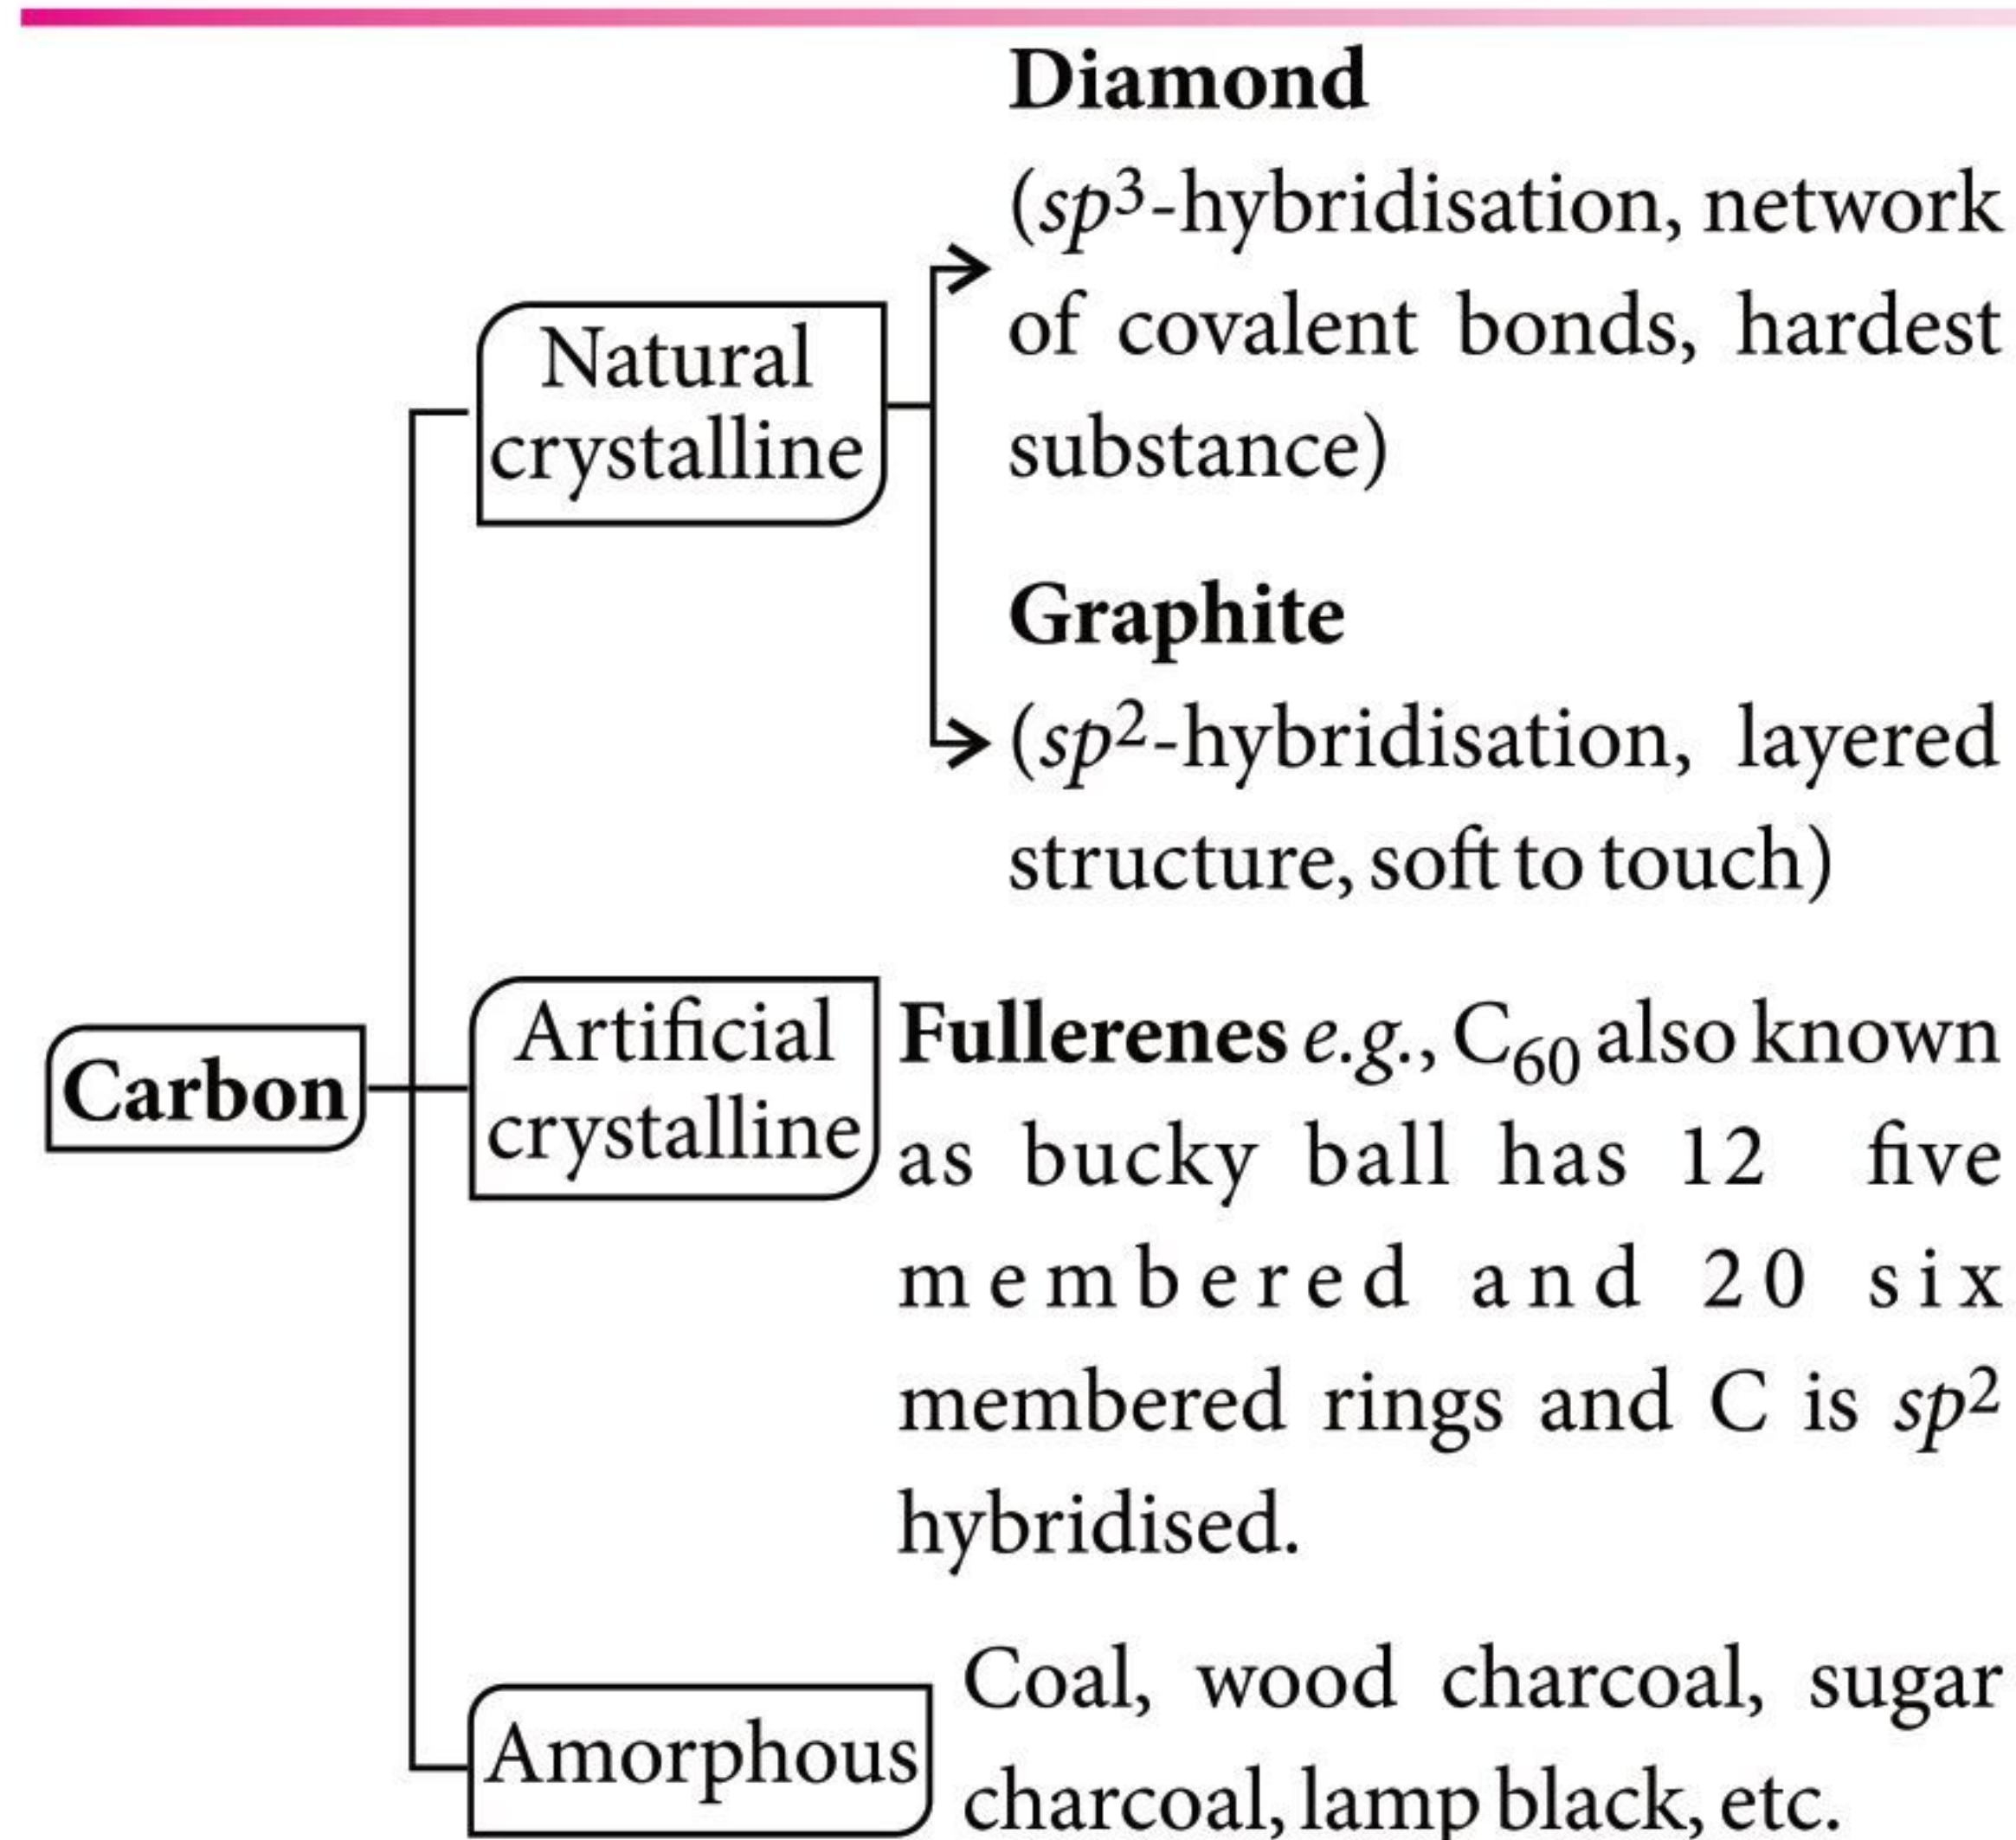 Diamond
(sp³-hybridisation, network
of covalent bonds, hardest
substance)
Natural
crystalline
Graphite
(sp²-hybridisation, layered
structure, soft to touch)
Carbon
Artificial
crystalline
Fullerenes e.g., C₆₀ also known
as bucky ball has 12 five
membered and 20 six
membered rings and C is sp²
hybridised.
Amorphous
Coal, wood charcoal, sugar
charcoal, lamp black, etc.